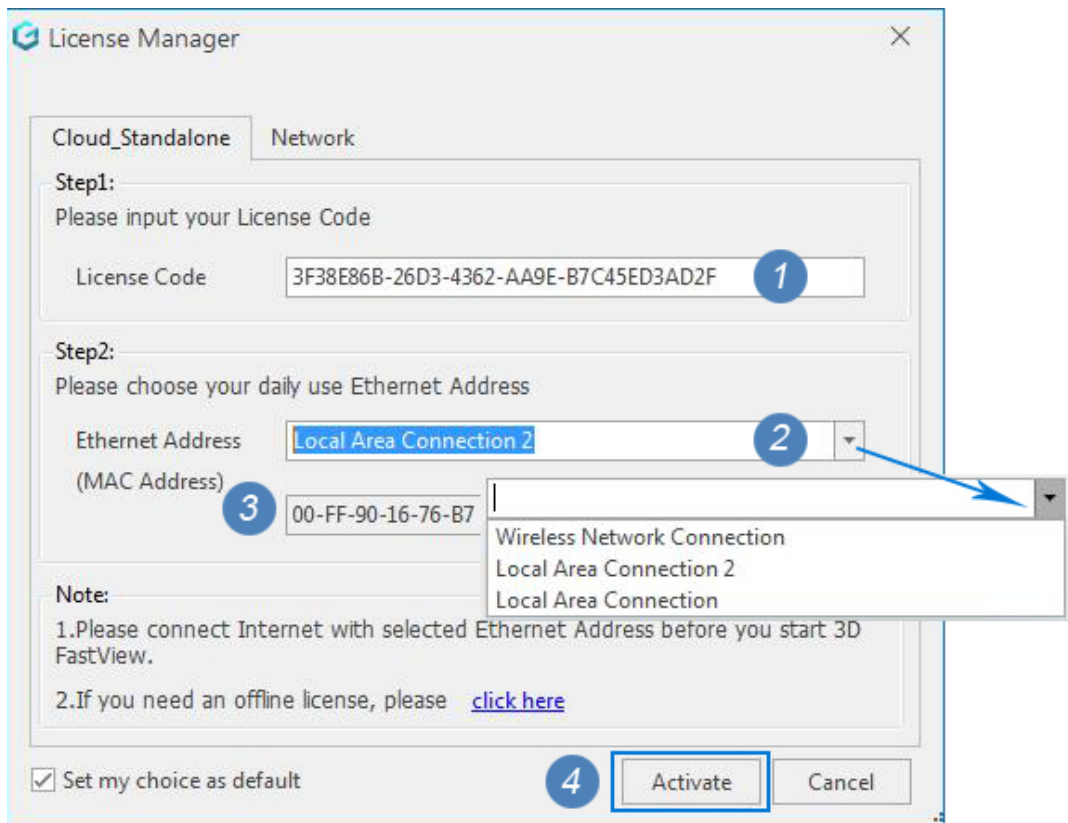 License Manager
Cloud_Standalone
Network
Step1:
Please input your License Code
License Code
3F38E86B-26D3-4362-AA9E-B7C45ED3AD2F
1
Step2:
Please choose your daily use Ethernet Address
Ethernet Address
Local Area Connection 2
2
(MAC Address)
3
00-FF-90-16-76-B7
Wireless Network Connection
Local Area Connection 2
Local Area Connection
Note:
1.Please connect Internet with selected Ethernet Address before you start 3D
FastView.
2.If you need an offline license, please click here
Set my choice as default
4
Activate
Cancel